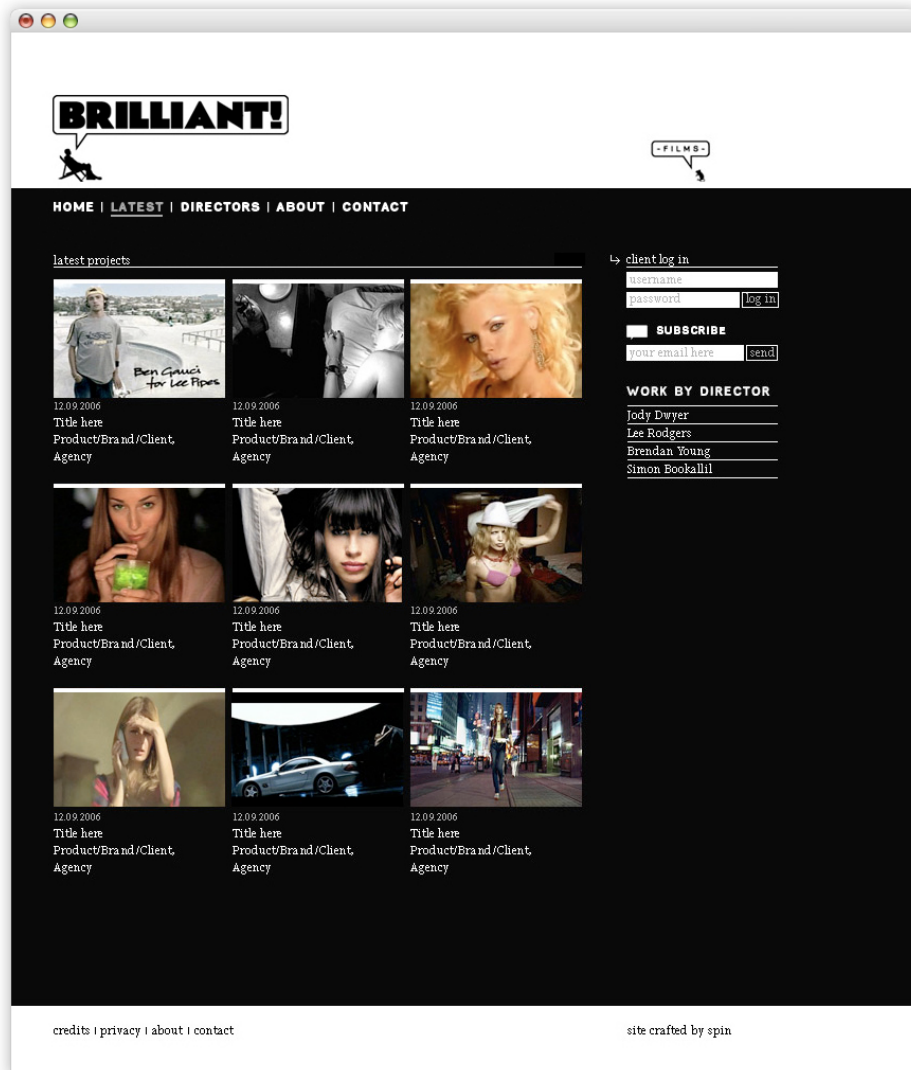 BRILLIANT!
-FILMS-
HOME | LATEST | DIRECTORS | ABOUT | CONTACT
latest projects
Ben Gauci
for Lee Pipes
12.09.2006
Title here
Product/Brand/Client,
Agency
12.09.2006
Title here
Product/Brand/Client,
Agency
12.09.2006
Title here
Product/Brand/Client,
Agency
12.09.2006
Title here
Product/Brand/Client,
Agency
12.09.2006
Title here
Product/Brand/Client,
Agency
12.09.2006
Title here
Product/Brand/Client,
Agency
12.09.2006
Title here
Product/Brand/Client,
Agency
12.09.2006
Title here
Product/Brand/Client,
Agency
12.09.2006
Title here
Product/Brand/Client,
Agency
client log in
username
password log in
SUBSCRIBE
your email here send
WORK BY DIRECTOR
Jody Dwyer
Lee Rodgers
Brendan Young
Simon Bookallil
credits | privacy | about | contact
site crafted by spin